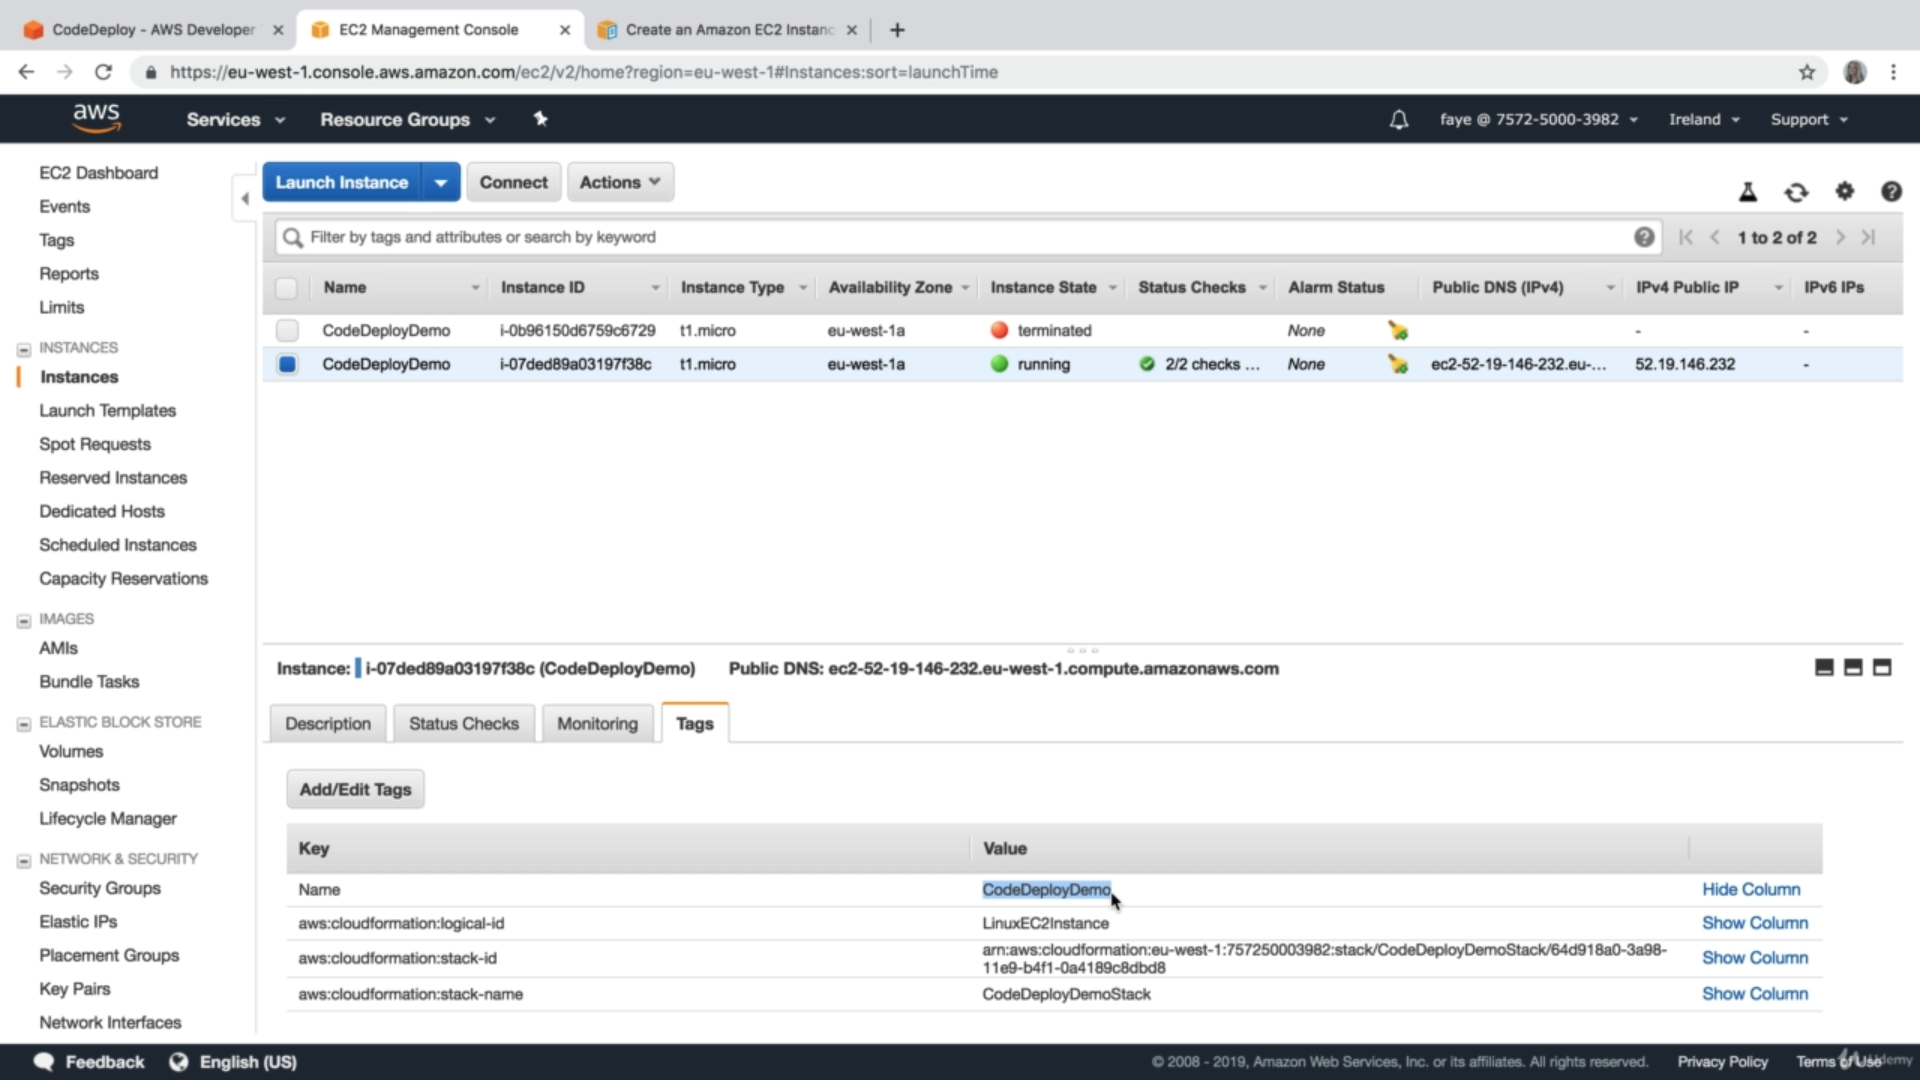 CodeDeploy - AWS Developer
EC2 Management Console
Create an Amazon EC2 Instanc
https://eu-west-1.console.aws.amazon.com/ec2/v2/home?region=eu-west-1#Instances:sort=launchTime
aws
Services
Resource Groups
faye @ 7572-5000-3982
Ireland
Support
EC2 Dashboard
Events
Tags
Reports
Limits
INSTANCES
Instances
Launch Templates
Spot Requests
Reserved Instances
Dedicated Hosts
Scheduled Instances
Capacity Reservations
IMAGES
AMIs
Bundle Tasks
ELASTIC BLOCK STORE
Volumes
Snapshots
Lifecycle Manager
NETWORK & SECURITY
Security Groups
Elastic IPs
Placement Groups
Key Pairs
Network Interfaces
Launch Instance
Connect
Actions
Filter by tags and attributes or search by keyword
1 to 2 of 2
Name Instance ID Instance Type Availability Zone Instance State Status Checks Alarm Status Public DNS (IPv4) IPv4 Public IP IPv6 IPs
CodeDeployDemo i-0b96150d6759c6729 t1.micro eu-west-1a terminated None - -
CodeDeployDemo i-07ded89a03197f38c t1.micro eu-west-1a running 2/2 checks ... None ec2-52-19-146-232.eu-... 52.19.146.232 -
Instance: i-07ded89a03197f38c (CodeDeployDemo) Public DNS: ec2-52-19-146-232.eu-west-1.compute.amazonaws.com
Description
Status Checks
Monitoring
Tags
Add/Edit Tags
Key Value
Name CodeDeployDemo Hide Column
aws:cloudformation:logical-id LinuxEC2Instance Show Column
aws:cloudformation:stack-id arn:aws:cloudformation:eu-west-1:757250003982:stack/CodeDeployDemoStack/64d918a0-3a98-
11e9-b4f1-0a4189c8dbd8 Show Column
aws:cloudformation:stack-name CodeDeployDemoStack Show Column
Feedback
English (US)
© 2008 - 2019, Amazon Web Services, Inc. or its affiliates. All rights reserved.
Privacy Policy
Terms of Use